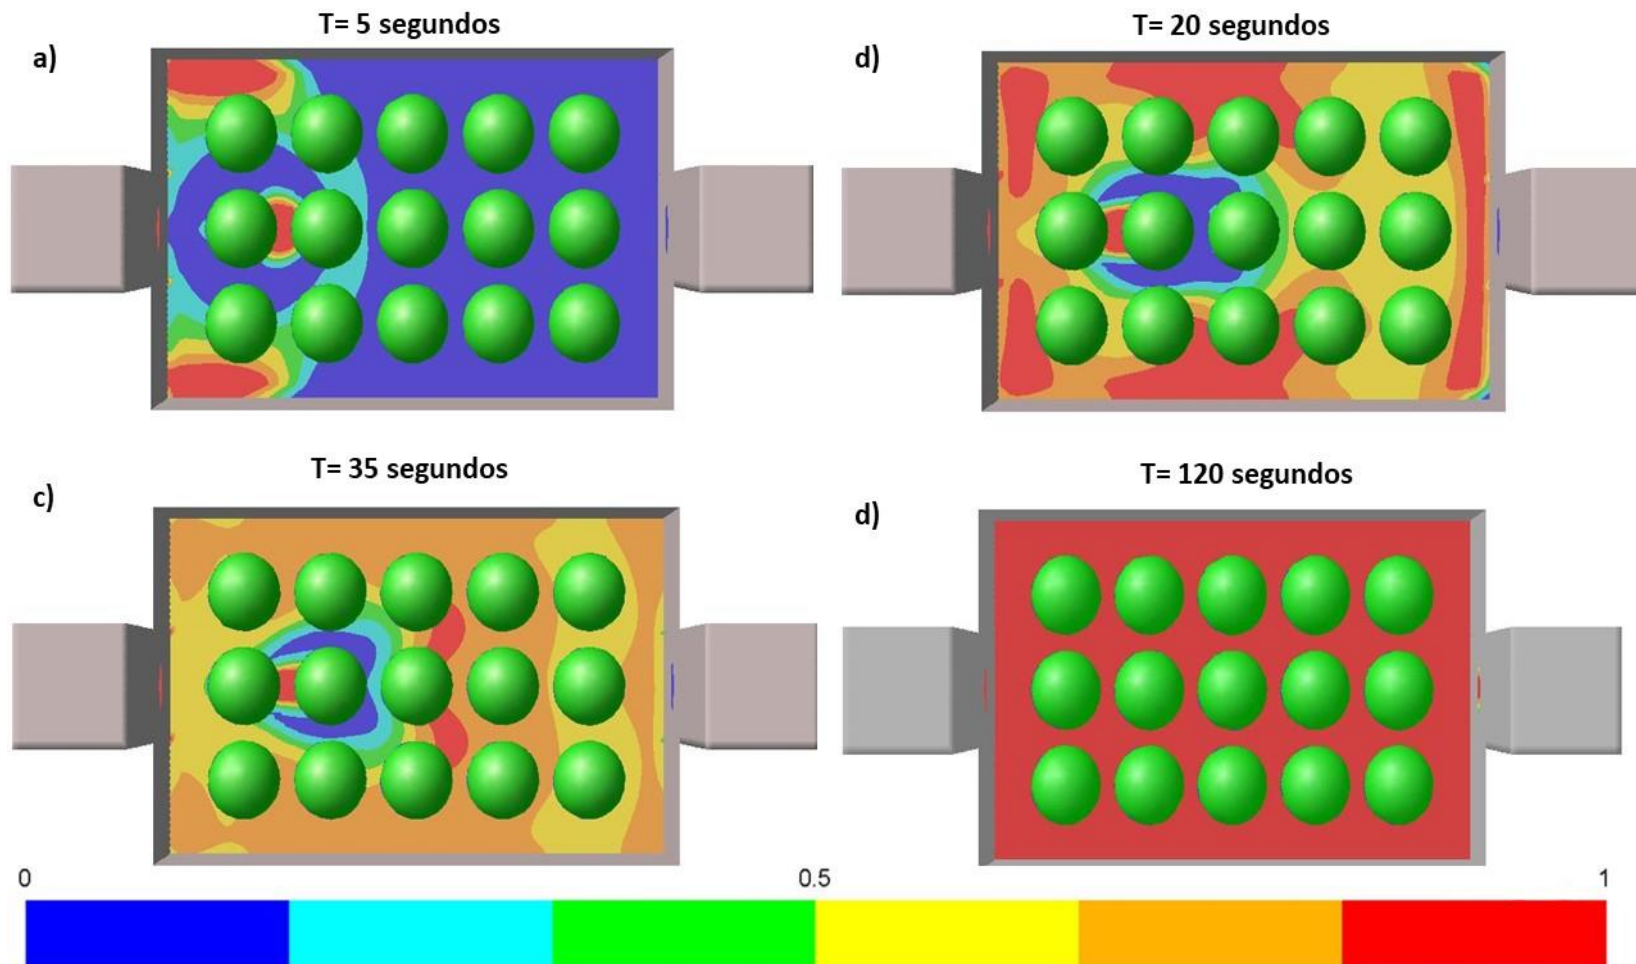 T= 5 segundos
a)
T= 20 segundos
d)
T= 35 segundos
c)
T= 120 segundos
d)
0 0.5 1